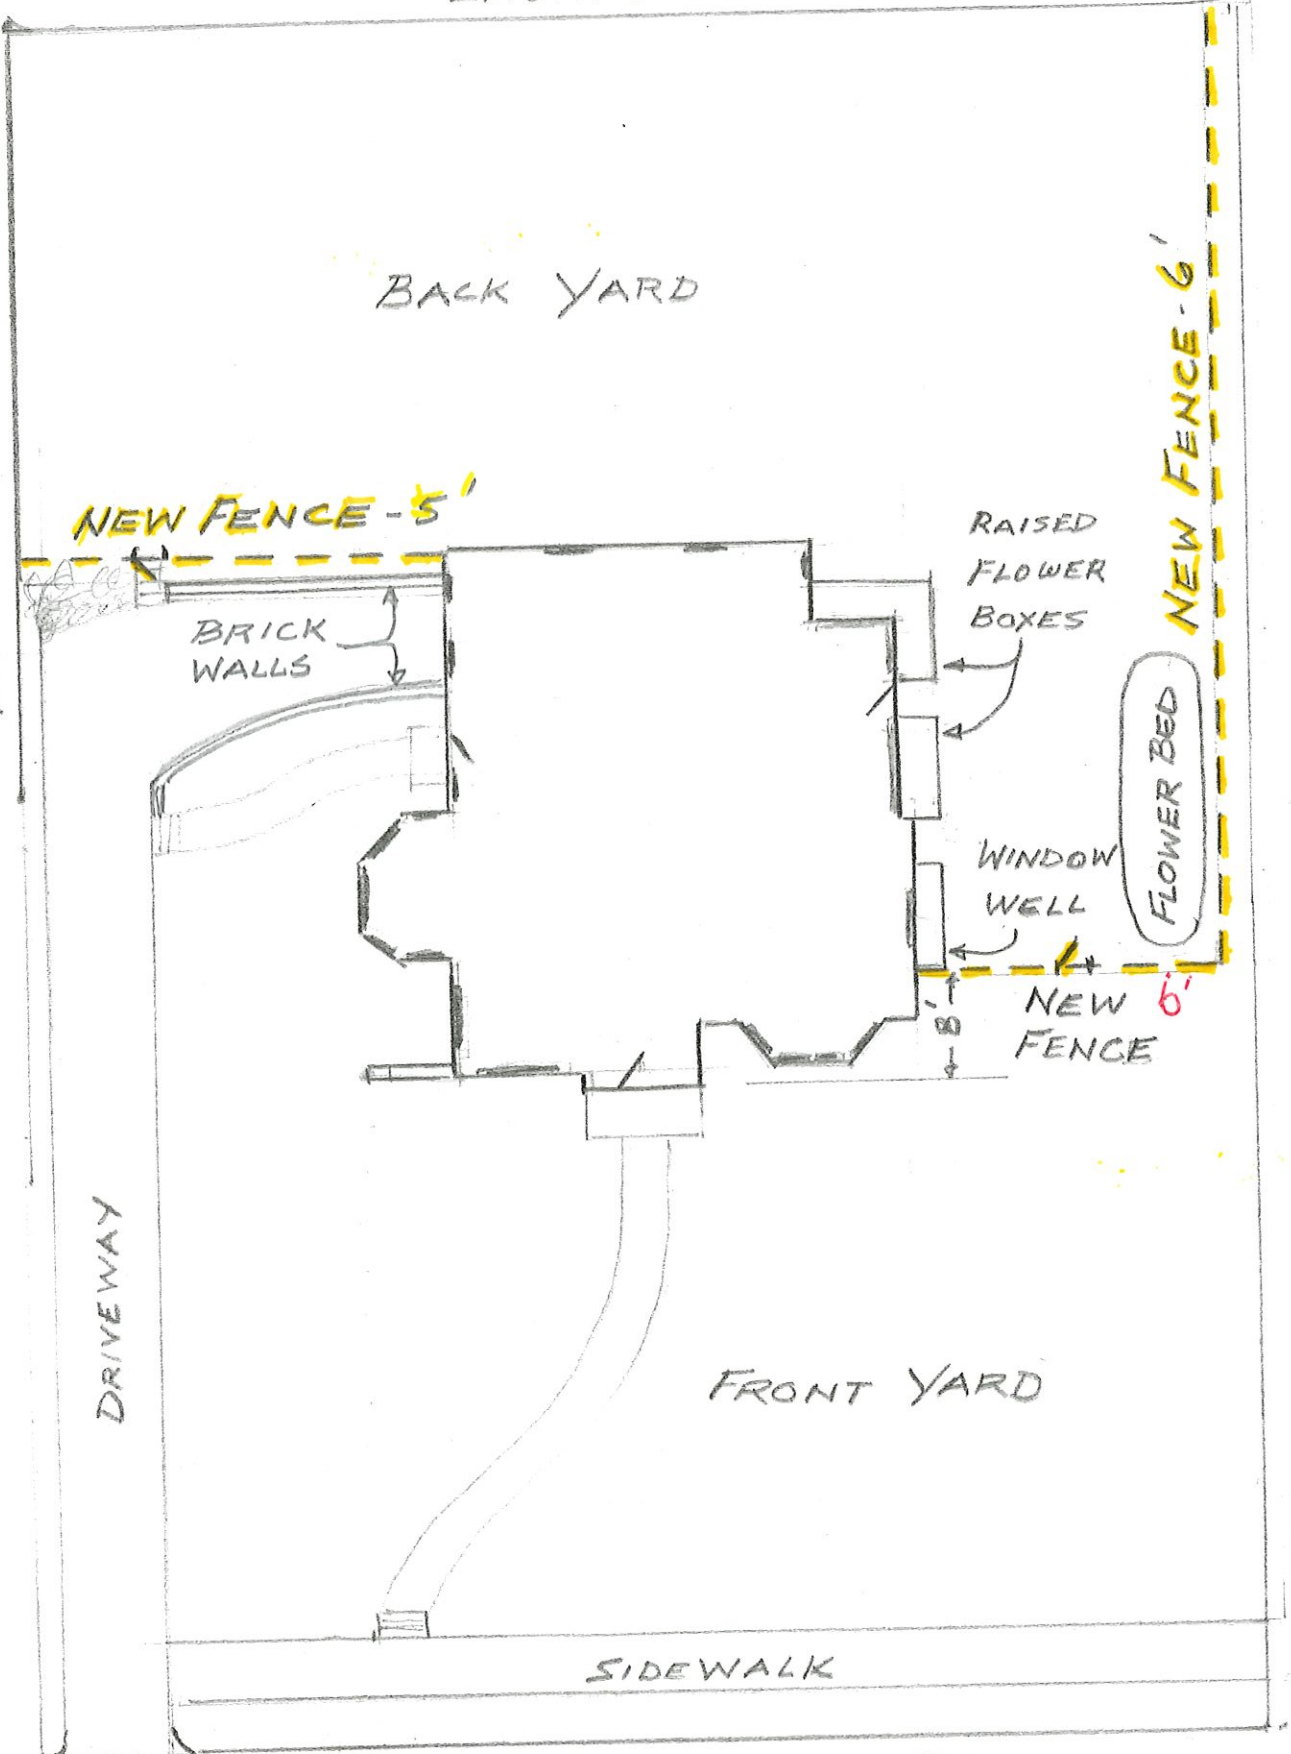 BACK YARD
NEW FENCE - 6'
NEW FENCE - 5'
RAISED
FLOWER
BOXES
BRICK
WALLS
FLOWER BED
WINDOW
WELL
8'
NEW 6'
FENCE
DRIVEWAY
FRONT YARD
SIDEWALK